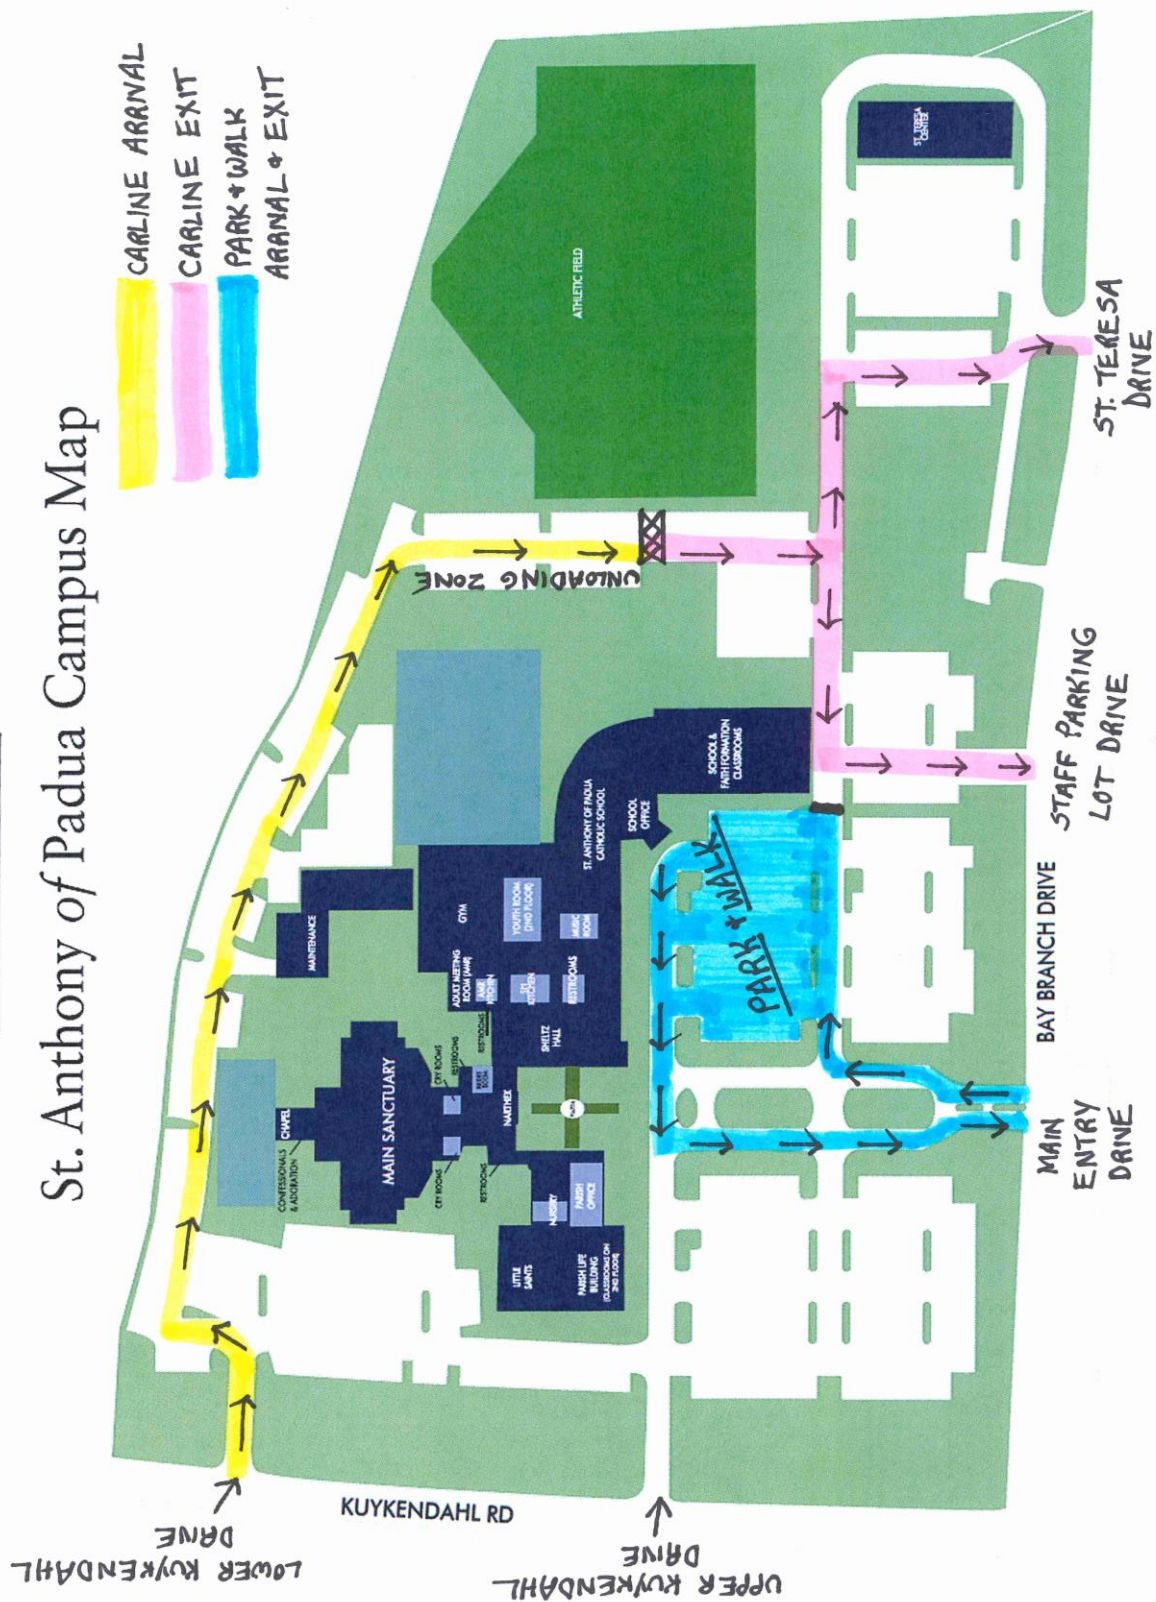 St. Anthony of Padua Campus Map
CARLINE ARRIVAL
CARLINE EXIT
PARK & WALK
ARRIVAL & EXIT
ATHLETIC FIELD
ST. TERESA
CENTER
UNLOADING ZONE
MAINTENANCE
GYM
YOUTH ROOM
(2ND FLOOR)
MUSIC
ROOM
ST. ANTHONY OF PADUA
CATHOLIC SCHOOL
SCHOOL
OFFICE
SCHOOL &
FAITH FORMATION
CLASSROOMS
ADULT MEETING
ROOM (AMR)
AMR
KITCHEN
SH
KITCHEN
RESTROOMS
RESTROOMS
SHELTZ
HALL
CHAPEL
CONFESSIONALS
& ADORATION
MAIN SANCTUARY
CRY ROOMS
RESTROOMS
CRY ROOMS
RESTROOMS
NARTHEX
NURSERY
PARISH
OFFICE
LITTLE
SAINTS
PARISH LIFE
BUILDING
(CLASSROOMS ON
2ND FLOOR)
PARK & WALK
KUYKENDAHL RD
LOWER KUYKENDAHL
DRIVE
UPPER KUYKENDAHL
DRIVE
MAIN
ENTRY
DRIVE
BAY BRANCH DRIVE
STAFF PARKING
LOT DRIVE
ST. TERESA
DRIVE